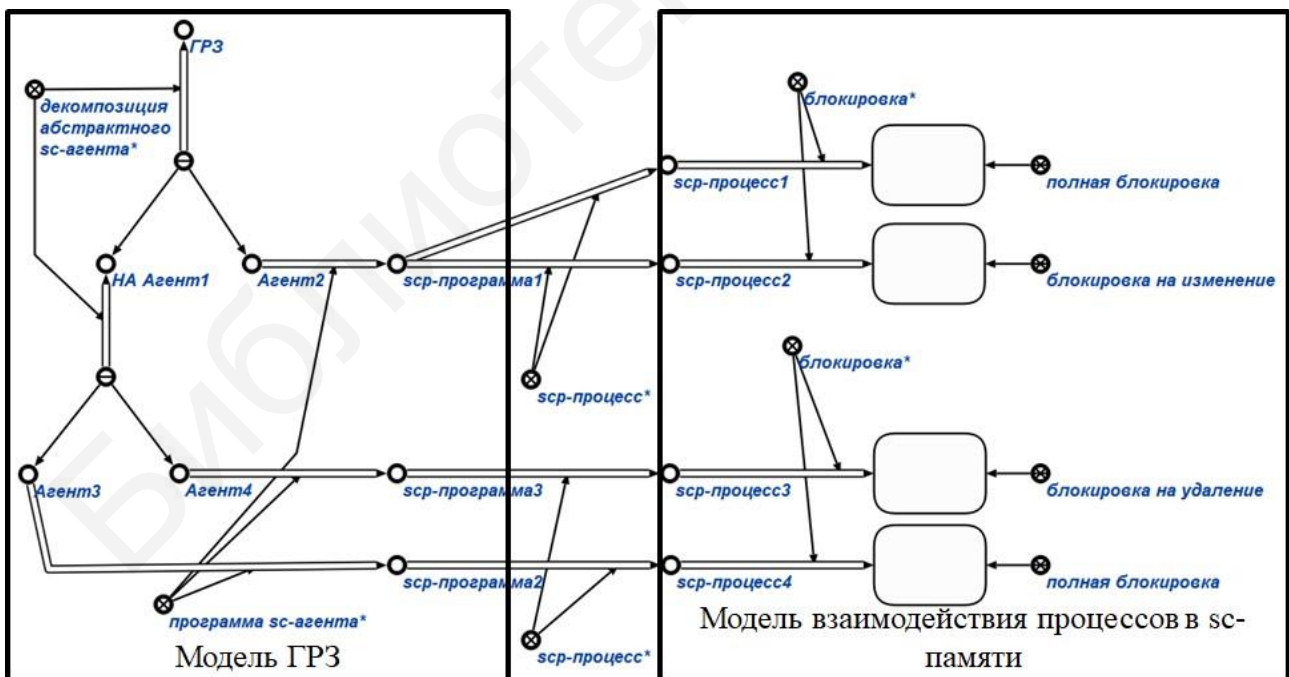 ГРЗ
декомпозиция
абстрактного
sc-агента*
НА Агент1
Агент2
scp-программа1
Агент3
Агент4
scp-программа3
scp-программа2
программа sc-агента*
Модель ГРЗ
scp-процесс*
scp-процесс*
блокировка*
scp-процесс1
полная блокировка
scp-процесс2
блокировка на изменение
блокировка*
scp-процесс3
блокировка на удаление
scp-процесс4
полная блокировка
Модель взаимодействия процессов в sc-
памяти